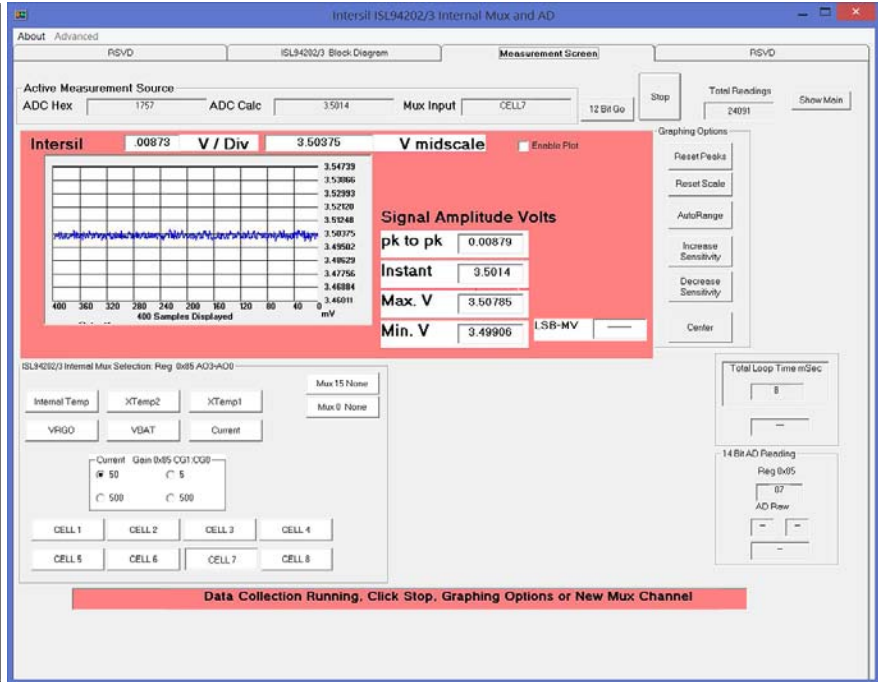 Intersil ISL94202/3 Internal Mux and AD
About Advanced
RSVD ISL94202/3 Block Diagram Measurement Screen RSVD
Active Measurement Source
ADC Hex 1757 ADC Calc 3.5014 Mux Input CELL7 12 Bit Go Stop
Total Readings
24091
Show Main
Intersil .00873 V / Div 3.50375 V midscale Enable Plot
3.54739
3.53866
3.52993
3.52120
3.51248
3.50375
3.49502
3.48629
3.47756
3.46884
3.46011
400 360 320 280 240 200 160 120 80 40 0
400 Samples Displayed
mV
Signal Amplitude Volts
pk to pk 0.00879
Instant 3.5014
Max. V 3.50785
Min. V 3.49906
LSB-MV
Graphing Options
Reset Peaks
Reset Scale
AutoRange
Increase
Sensitivity
Decrease
Sensitivity
Center
ISL94202/3 Internal Mux Selection: Reg 0x85 AO3-AO0
Mux 15 None
Internal Temp XTemp2 XTemp1
Mux 0 None
VRGO VBAT Current
Current Gain 0x85 CG1:CG0
50 5
500 500
CELL 1 CELL 2 CELL 3 CELL 4
CELL 5 CELL 6 CELL 7 CELL 8
Total Loop Time mSec
8
---
14 Bit AD Reading
Reg 0x85
07
AD Raw
-- --
---
Data Collection Running, Click Stop, Graphing Options or New Mux Channel